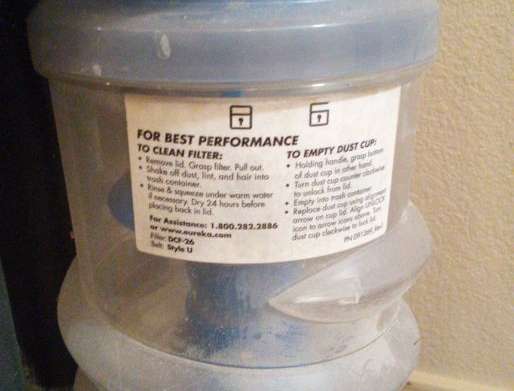 FOR BEST PERFORMANCE
TO CLEAN FILTER:
• Remove lid. Grasp filter. Pull out.
• Shake off dust, lint, and hair into
trash container.
• Rinse & squeeze under warm water
if necessary. Dry 24 hours before
placing back in lid.
For Assistance: 1.800.282.2886
or www.eureka.com
Filter: DCF-26
Belt: Style U
TO EMPTY DUST CUP:
• Holding handle, grasp bottom
of dust cup in other hand.
• Turn dust cup counter clockwise
to unlock from lid.
• Empty into trash container.
• Replace dust cup using alignment
arrow on cup lid. Align UNLOCK
icon to arrow icons above. Turn
dust cup clockwise to lock lid.
PN